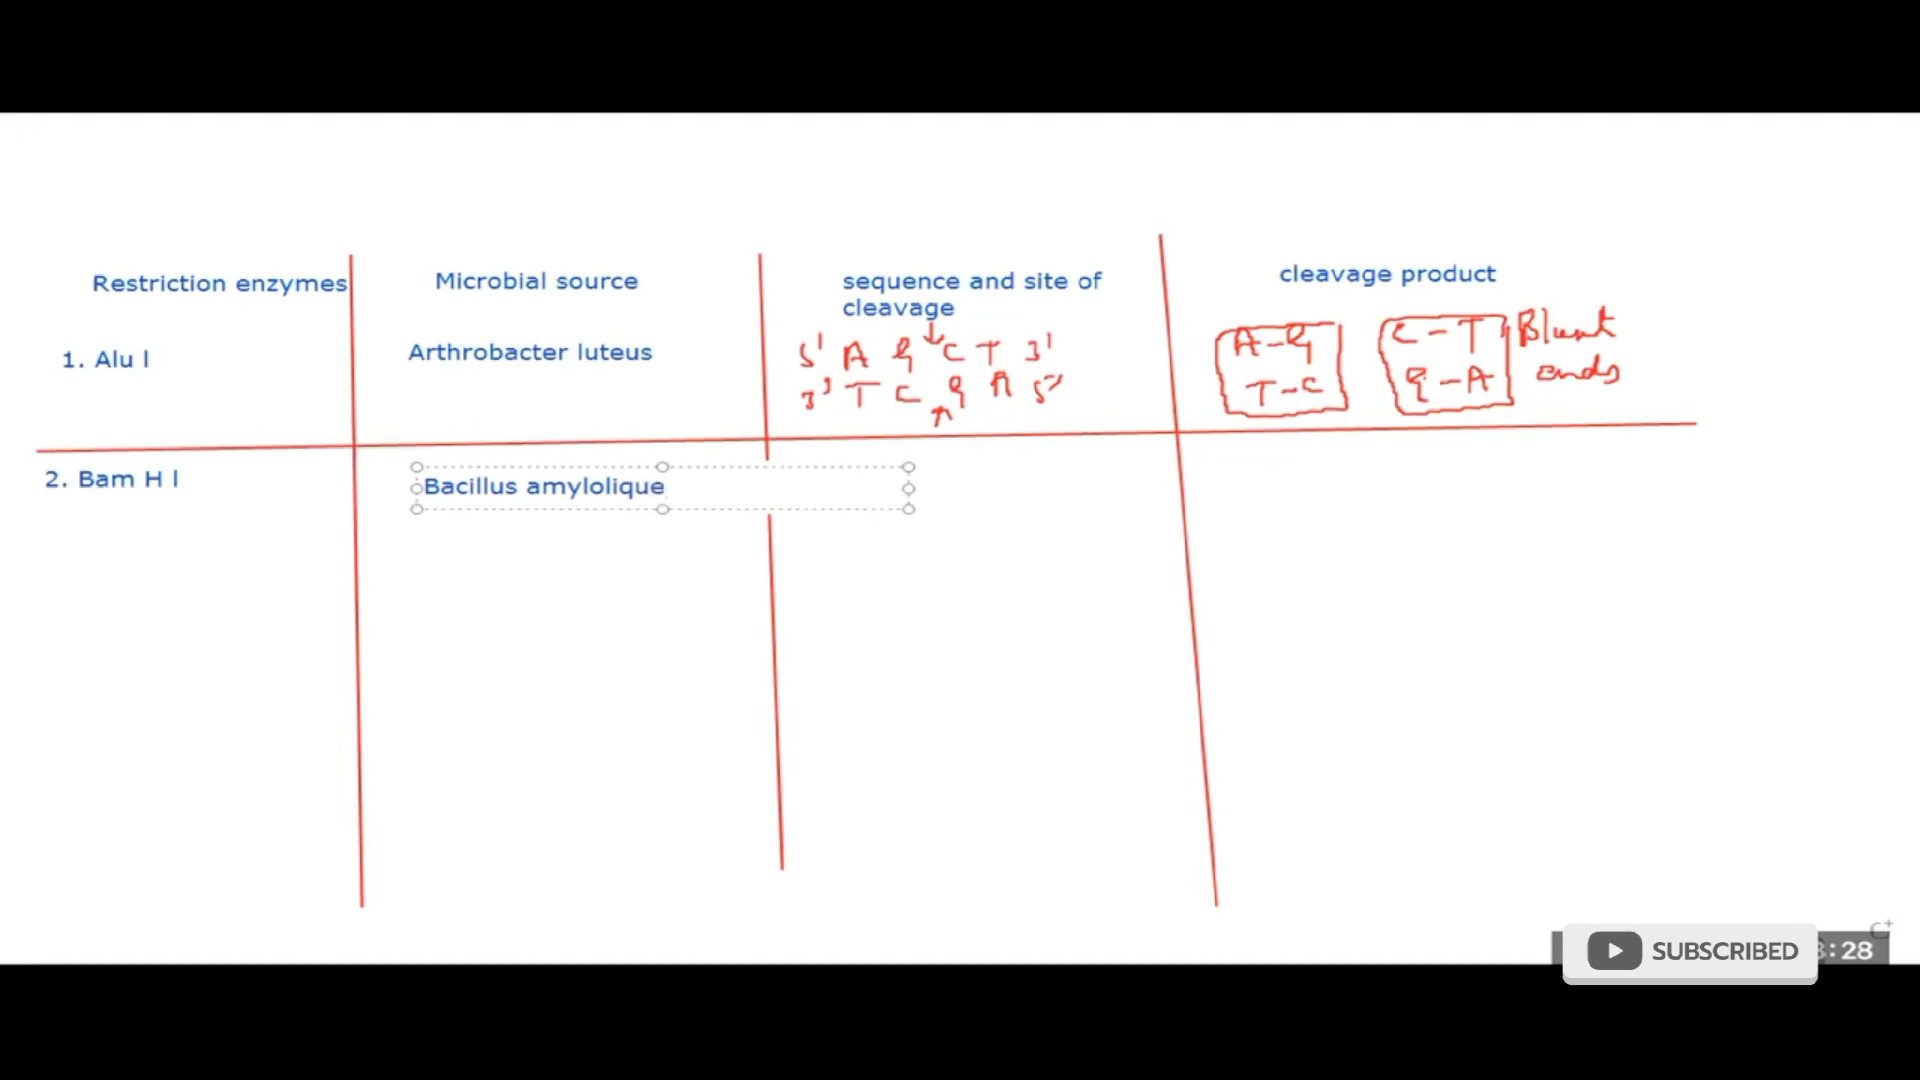 Restriction enzymes
Microbial source
sequence and site of
cleavage
cleavage product
1. Alu l
Arthrobacter luteus
5' A G C T 3'
3' T C G A 5'
A-G
T-C
C-T
G-A
Blunt
ends
2. Bam H l
Bacillus amylolique
SUBSCRIBED
:28